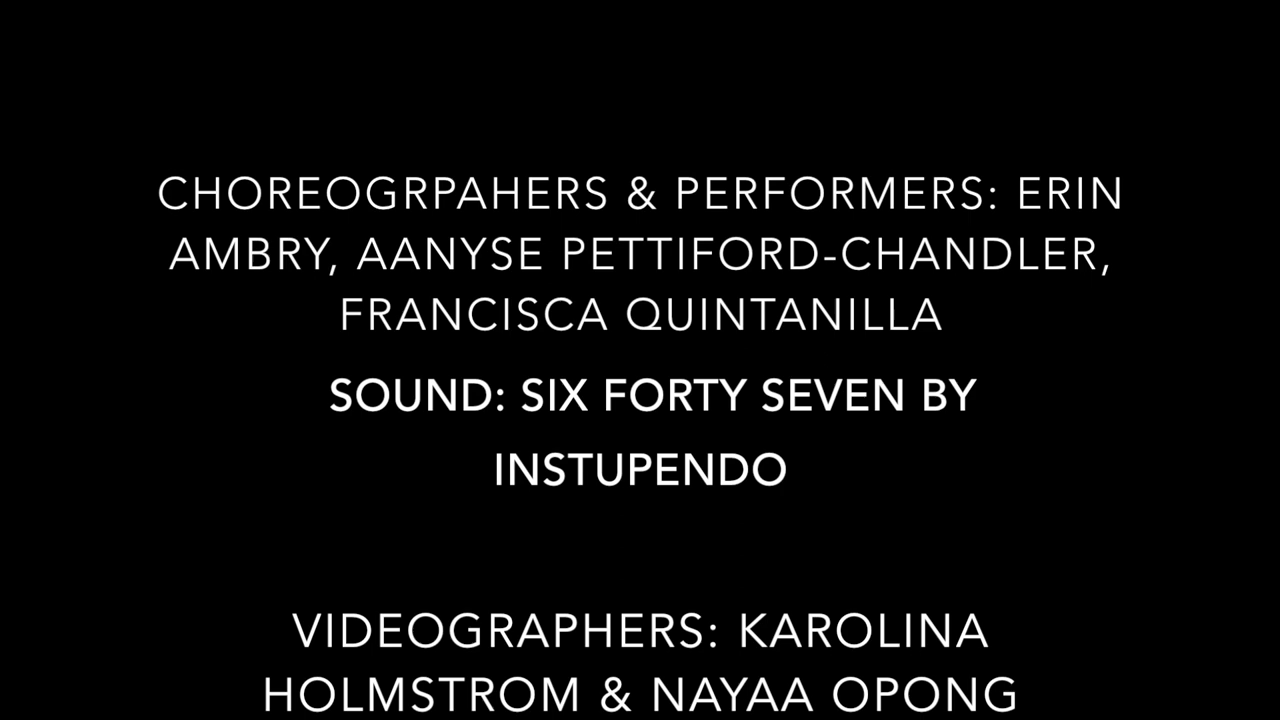 CHOREOGRPAHERS & PERFORMERS: ERIN
AMBRY, AANYSE PETTIFORD-CHANDLER,
FRANCISCA QUINTANILLA
SOUND: SIX FORTY SEVEN BY
INSTUPENDO
VIDEOGRAPHERS: KAROLINA
HOLMSTROM & NAYAA OPONG